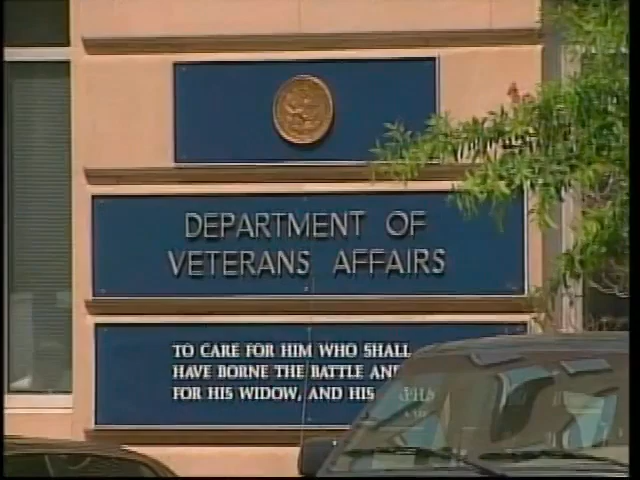 DEPARTMENT OF
VETERANS AFFAIRS
TO CARE FOR HIM WHO SHALL
HAVE BORNE THE BATTLE AND
FOR HIS WIDOW, AND HIS